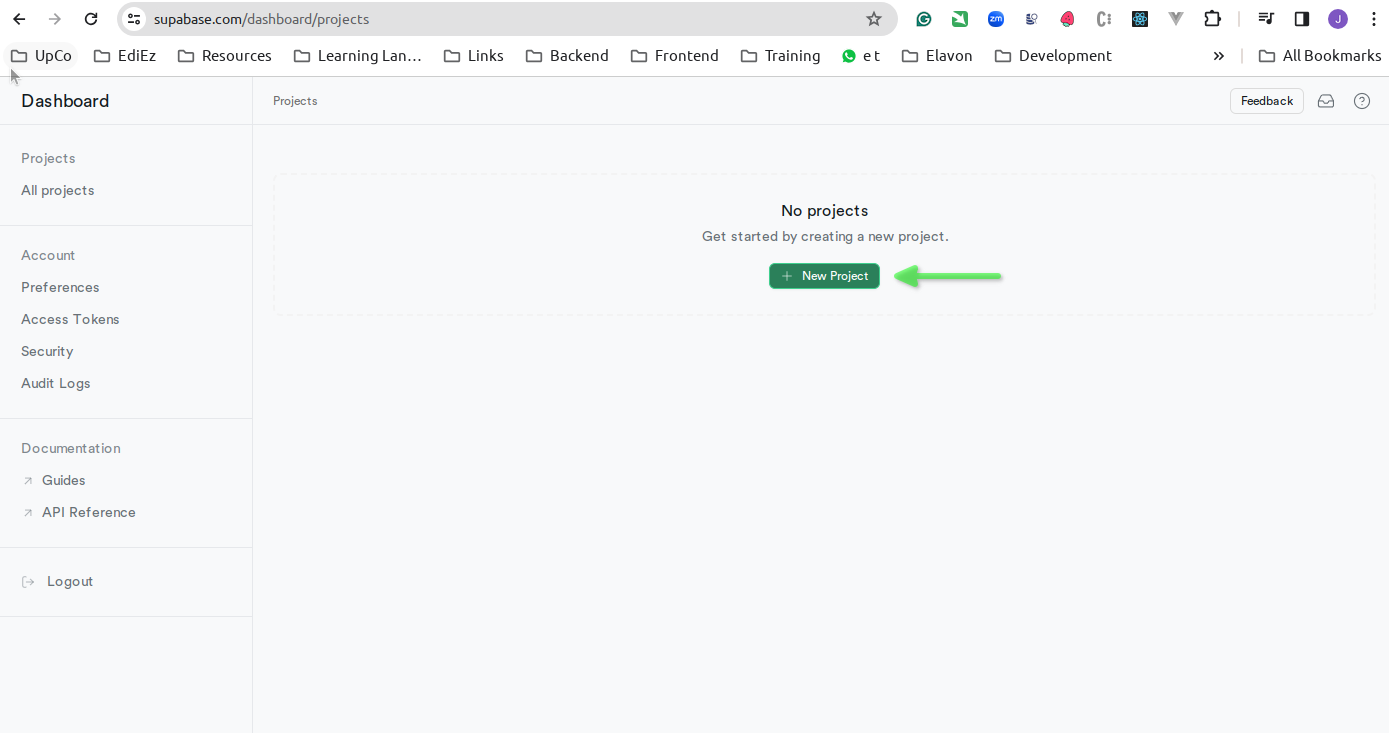 supabase.com/dashboard/projects
zm
J
UpCo
EdiEz
Resources
Learning Lan…
Links
Backend
Frontend
Training
e t
Elavon
Development
»
All Bookmarks
Dashboard
Projects
Feedback
Projects
All projects
Account
Preferences
Access Tokens
Security
Audit Logs
Documentation
Guides
API Reference
Logout
No projects
Get started by creating a new project.
+ New Project